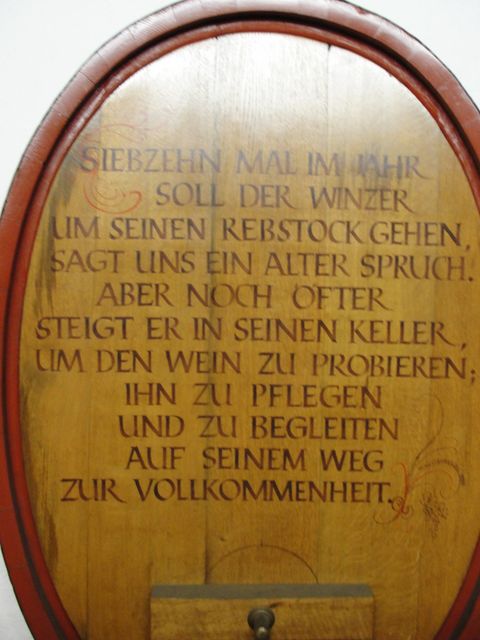 SIEBZEHN MAL IM JAHR
SOLL DER WINZER
UM SEINEN REBSTOCK GEHEN,
SAGT UNS EIN ALTER SPRUCH.
ABER NOCH ÖFTER
STEIGT ER IN SEINEN KELLER,
UM DEN WEIN ZU PROBIEREN;
IHN ZU PFLEGEN
UND ZU BEGLEITEN
AUF SEINEM WEG
ZUR VOLLKOMMENHEIT.